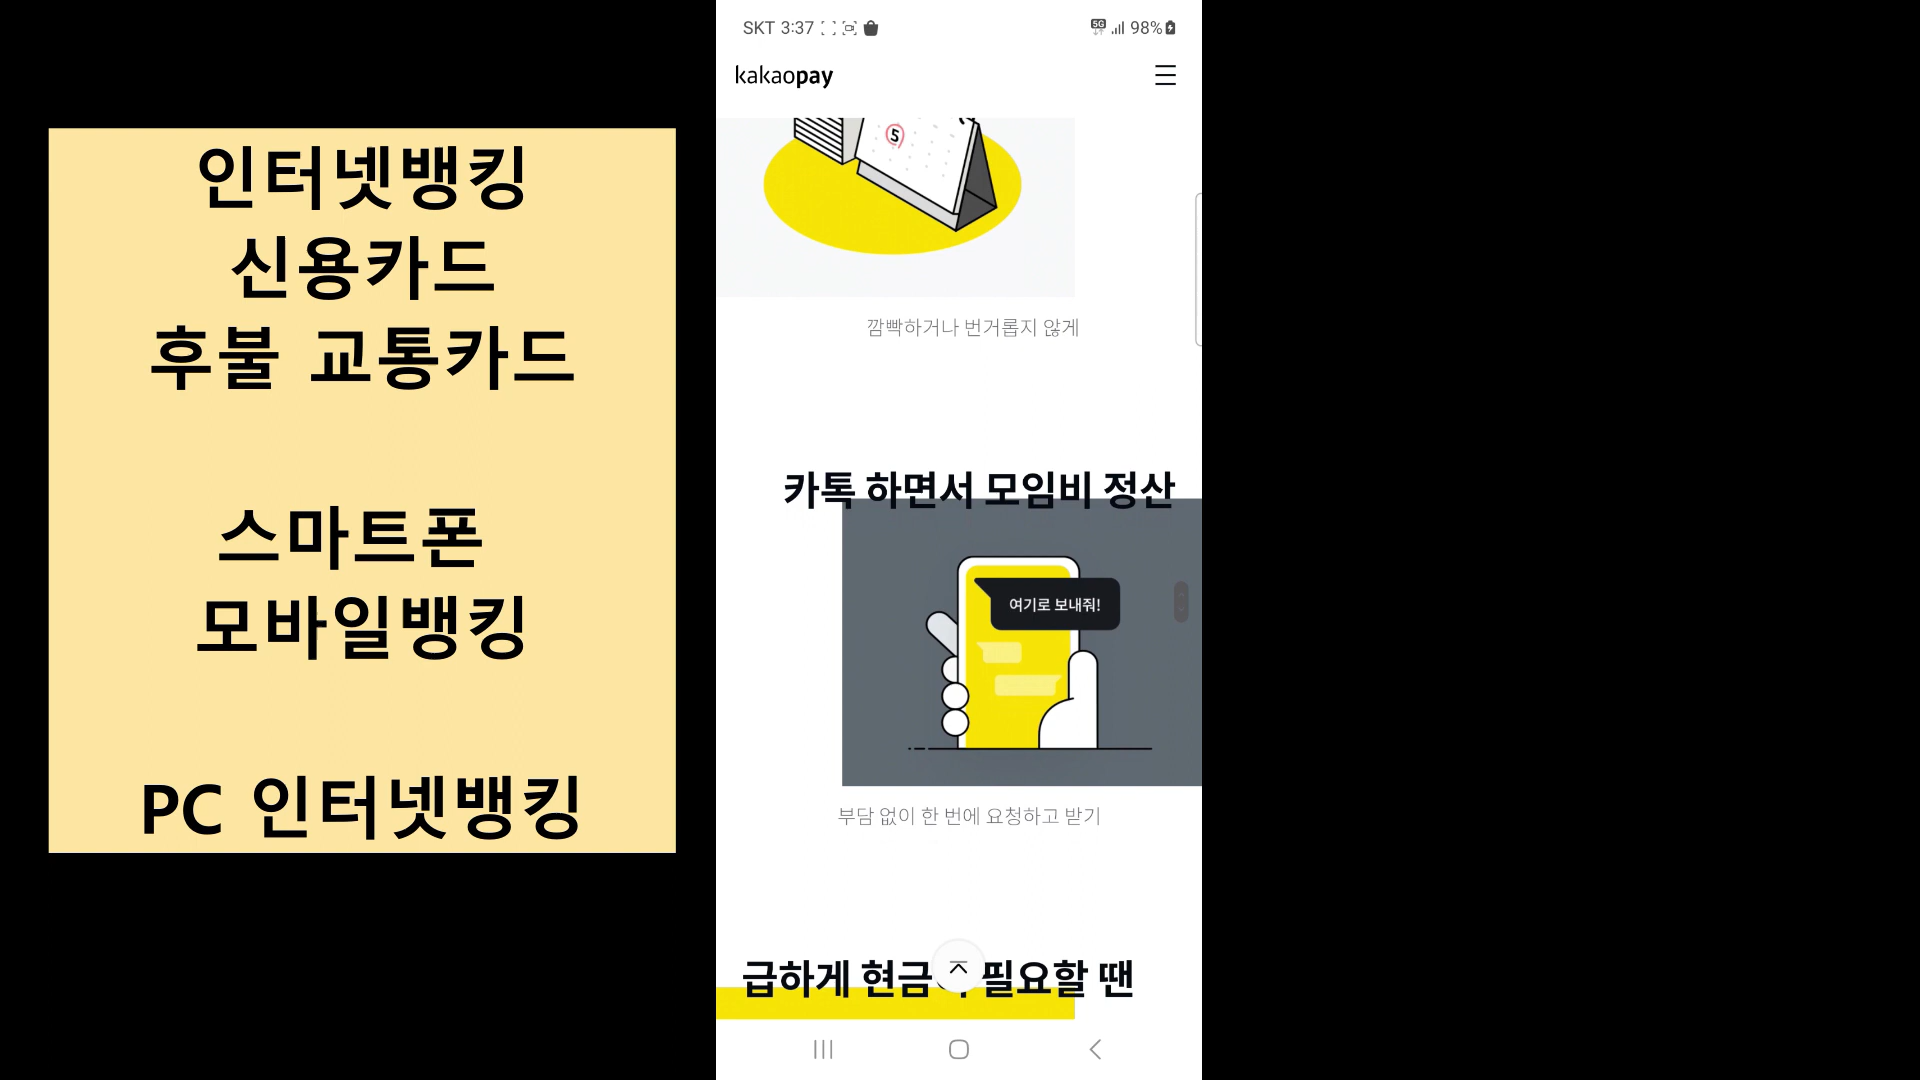 인터넷뱅킹
신용카드
후불 교통카드
스마트폰
모바일뱅킹
PC 인터넷뱅킹
SKT 3:37
5G 98%
kakaopay
5
깜빡하거나 번거롭지 않게
카톡 하면서 모임비 정산
여기로 보내줘!
부담 없이 한 번에 요청하고 받기
급하게 현금 필요할 땐